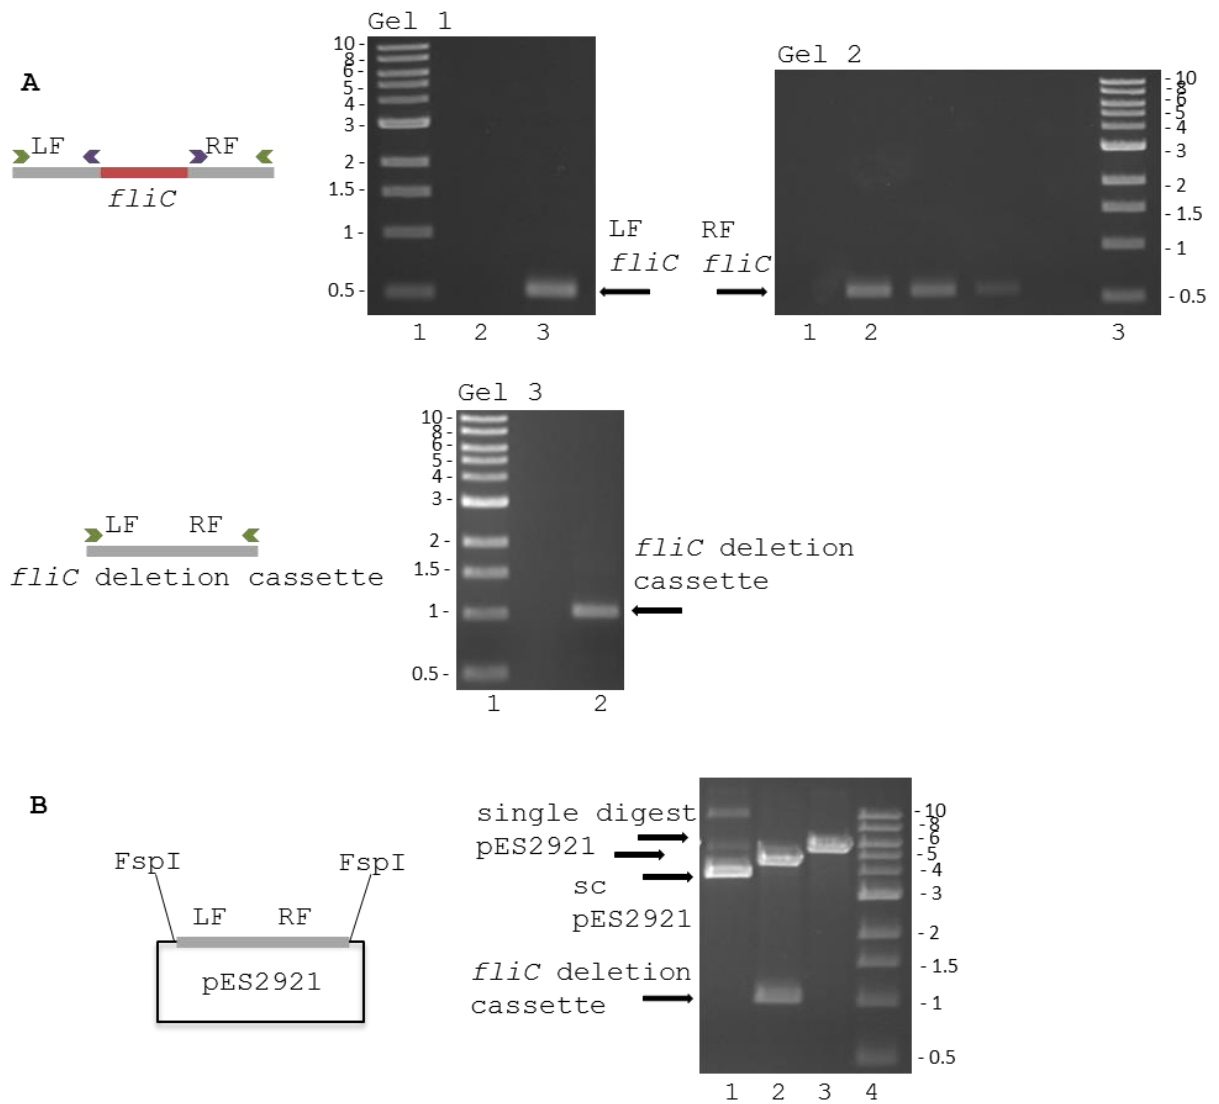 A
LF RF
fliC
Gel 1
10 -
8 -
6 -
5 -
4 -
3 -
2 -
1.5 -
1 -
0.5 -
1 2 3
LF
fliC
RF
fliC
Gel 2
- 10
- 8
- 6
- 5
- 4
- 3
- 2
- 1.5
- 1
- 0.5
1 2 3
LF RF
fliC deletion cassette
Gel 3
10 -
8 -
6 -
5 -
4 -
3 -
2 -
1.5 -
1 -
0.5 -
1 2
fliC deletion
cassette
B
FspI FspI
LF RF
pES2921
single digest
pES2921
sc
pES2921
fliC deletion
cassette
- 10
- 8
- 6
- 5
- 4
- 3
- 2
- 1.5
- 1
- 0.5
1 2 3 4